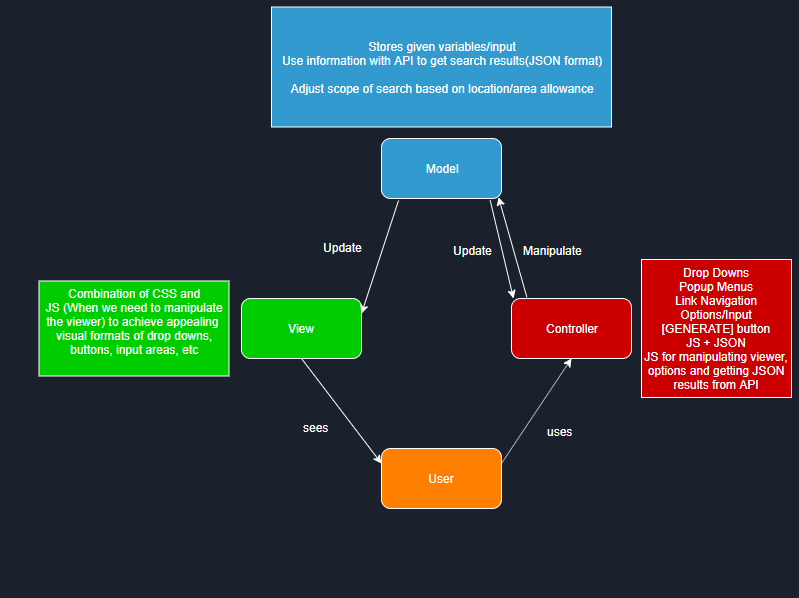 Stores given variables/input
Use information with API to get search results(JSON format)
Adjust scope of search based on location/area allowance
Model
Update
Update
Manipulate
Combination of CSS and
JS (When we need to manipulate
the viewer) to achieve appealing
visual formats of drop downs,
buttons, input areas, etc
View
Controller
Drop Downs
Popup Menus
Link Navigation
Options/Input
[GENERATE] button
JS + JSON
JS for manipulating viewer,
options and getting JSON
results from API
sees
uses
User